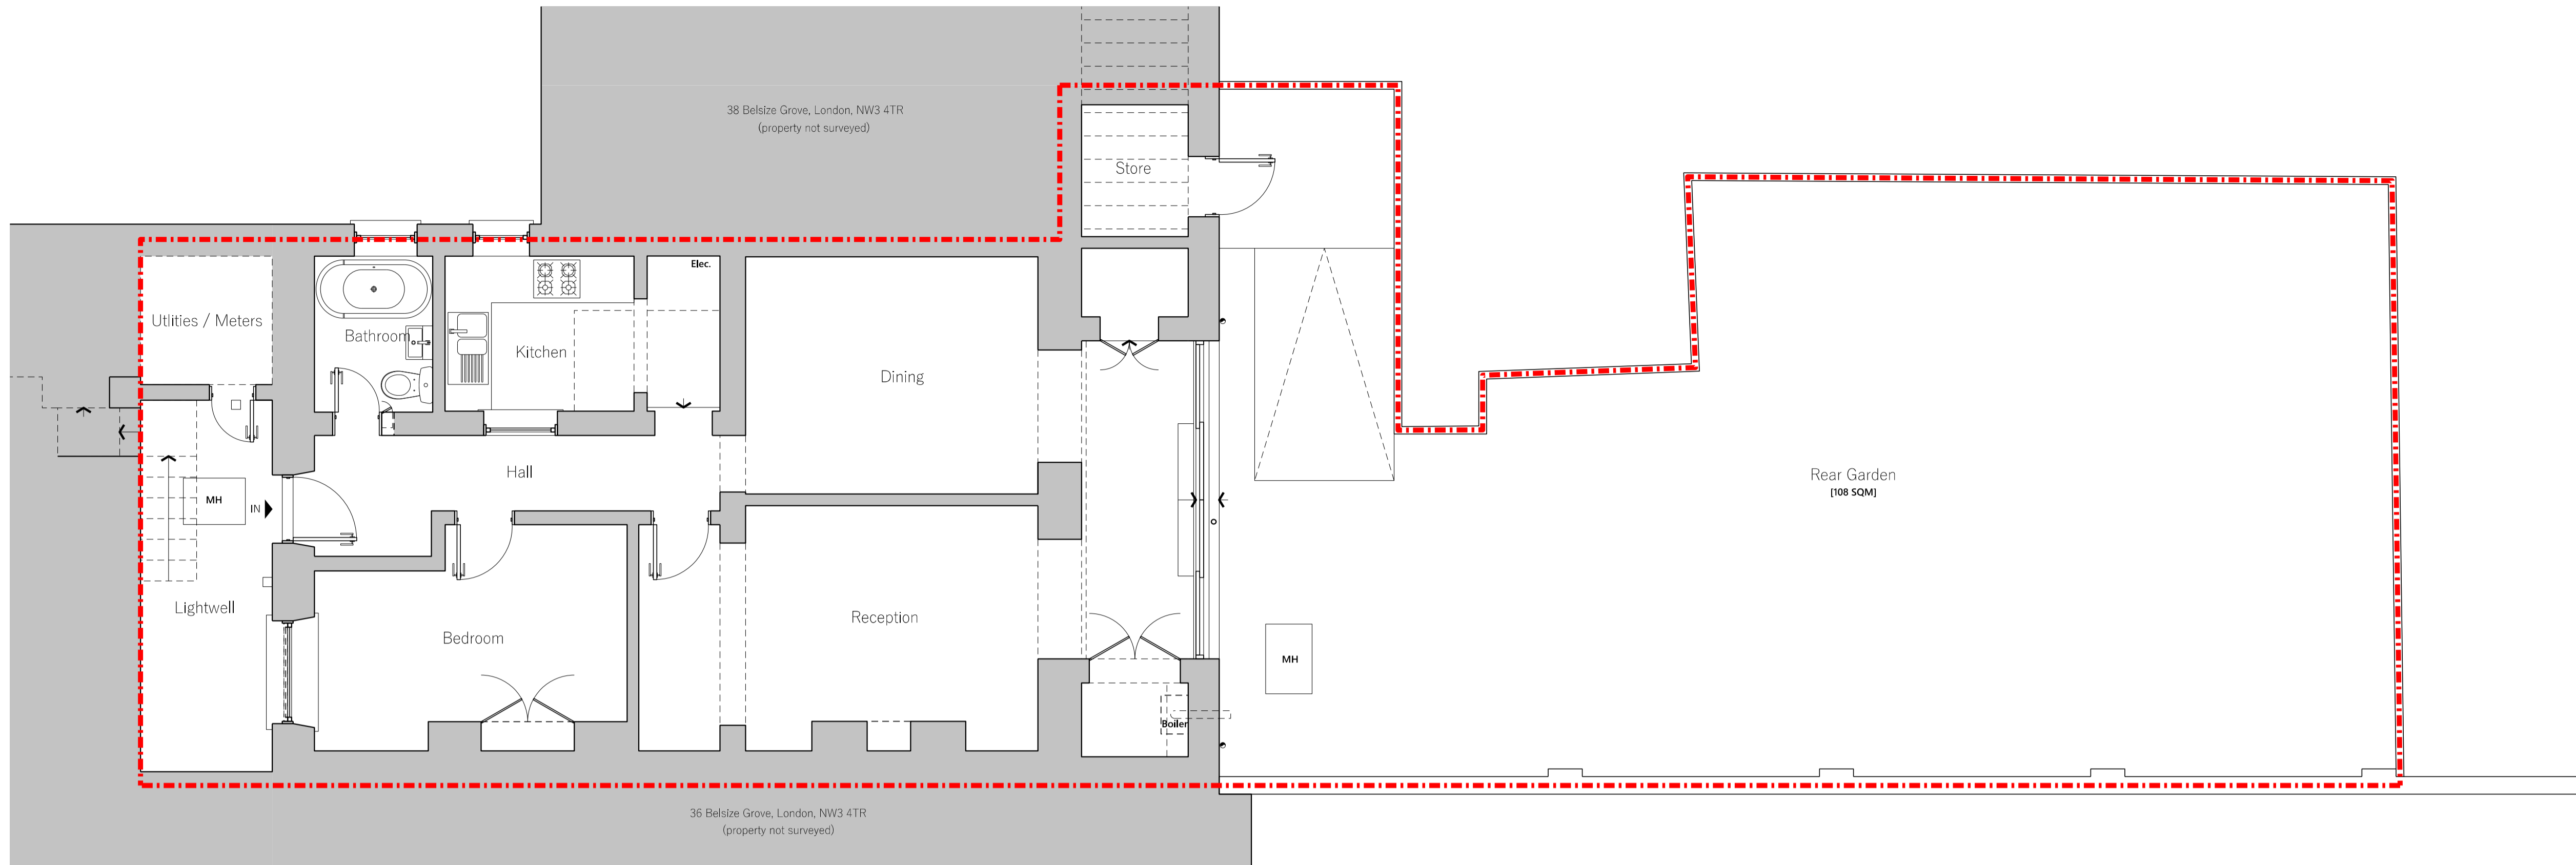 38 Belsize Grove, London, NW3 4TR
(property not surveyed)
Store
Elec.
Utlities / Meters
Bathroom
Kitchen
Dining
Hall
Rear Garden
[108 SQM]
MH
IN
Lightwell
Reception
Bedroom
MH
Boiler
36 Belsize Grove, London, NW3 4TR
(property not surveyed)